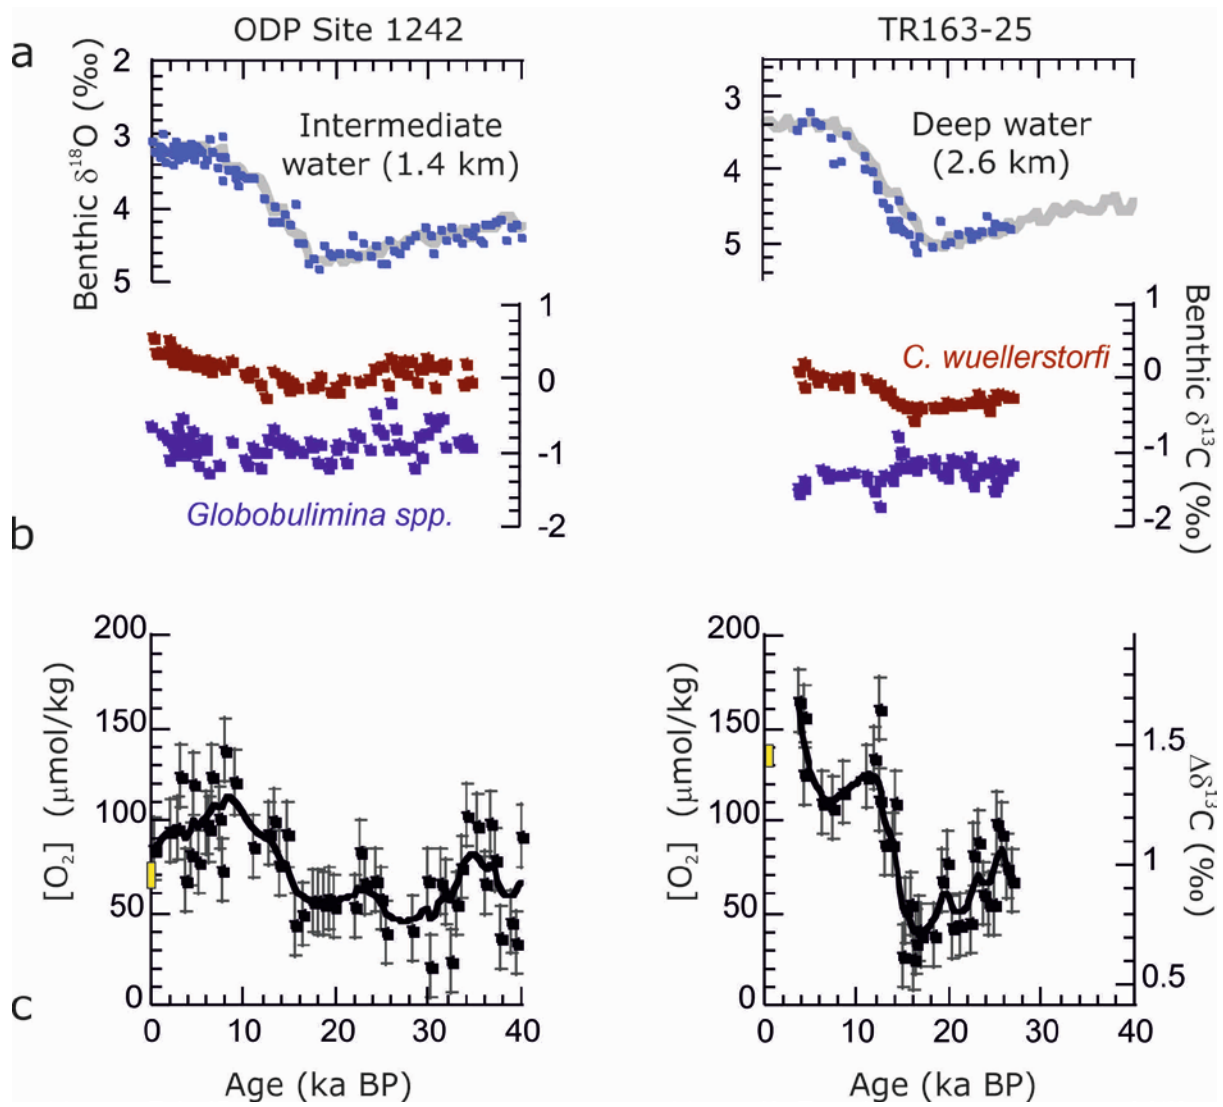 ODP Site 1242
TR163-25
a
Benthic δ¹⁸O (‰)
2
3
4
5
Intermediate
water (1.4 km)
3
4
5
Deep water
(2.6 km)
b
1
0
-1
-2
Globobulimina spp.
C. wuellerstorfi
1
0
-1
-2
Benthic δ¹³C (‰)
c
[O₂] (µmol/kg)
200
150
100
50
0
0 10 20 30 40
Age (ka BP)
[O₂] (µmol/kg)
200
150
100
50
0
0 10 20 30 40
Age (ka BP)
1.5
1
0.5
Δδ¹³C (‰)